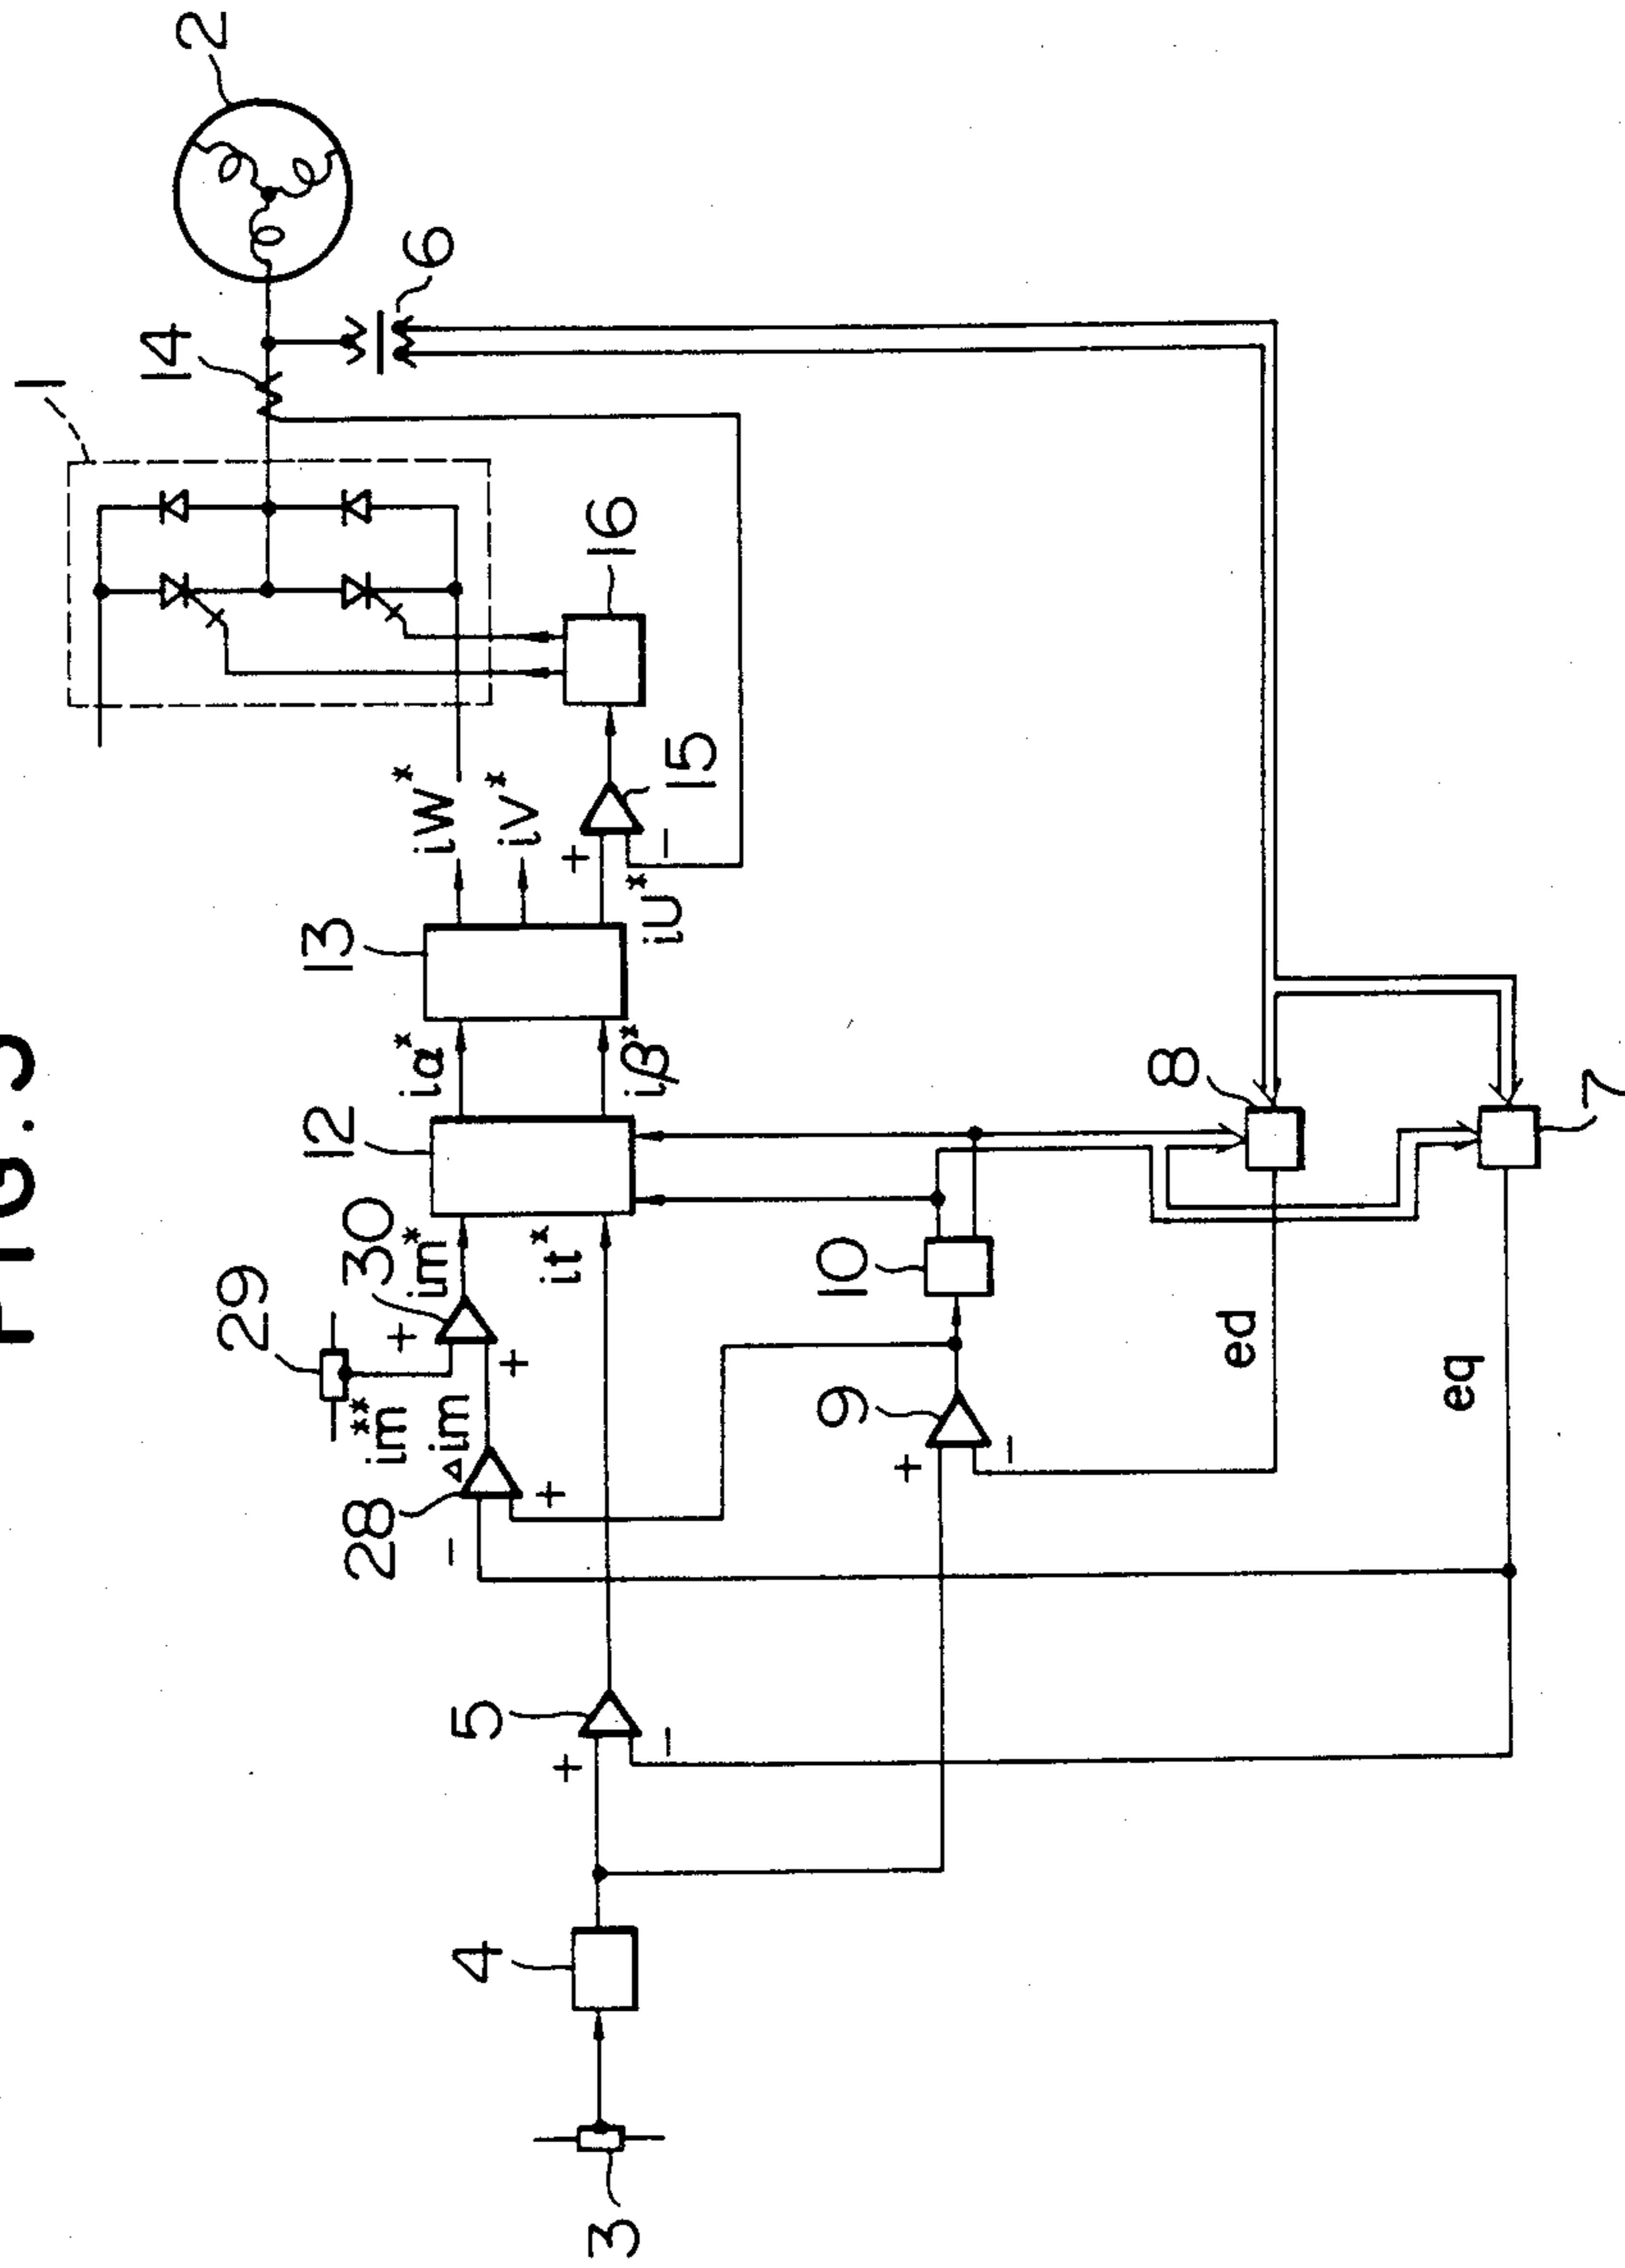 FIG.
1
2
14
29
30
12
13
6
im**
28
Δim
im*
iα*
iW*
4
5
it*
iV*
16
−
+
+
+
+
+
iβ*
iU*
+
−
15
3
−
9
10
+
−
8
ed
eq
7